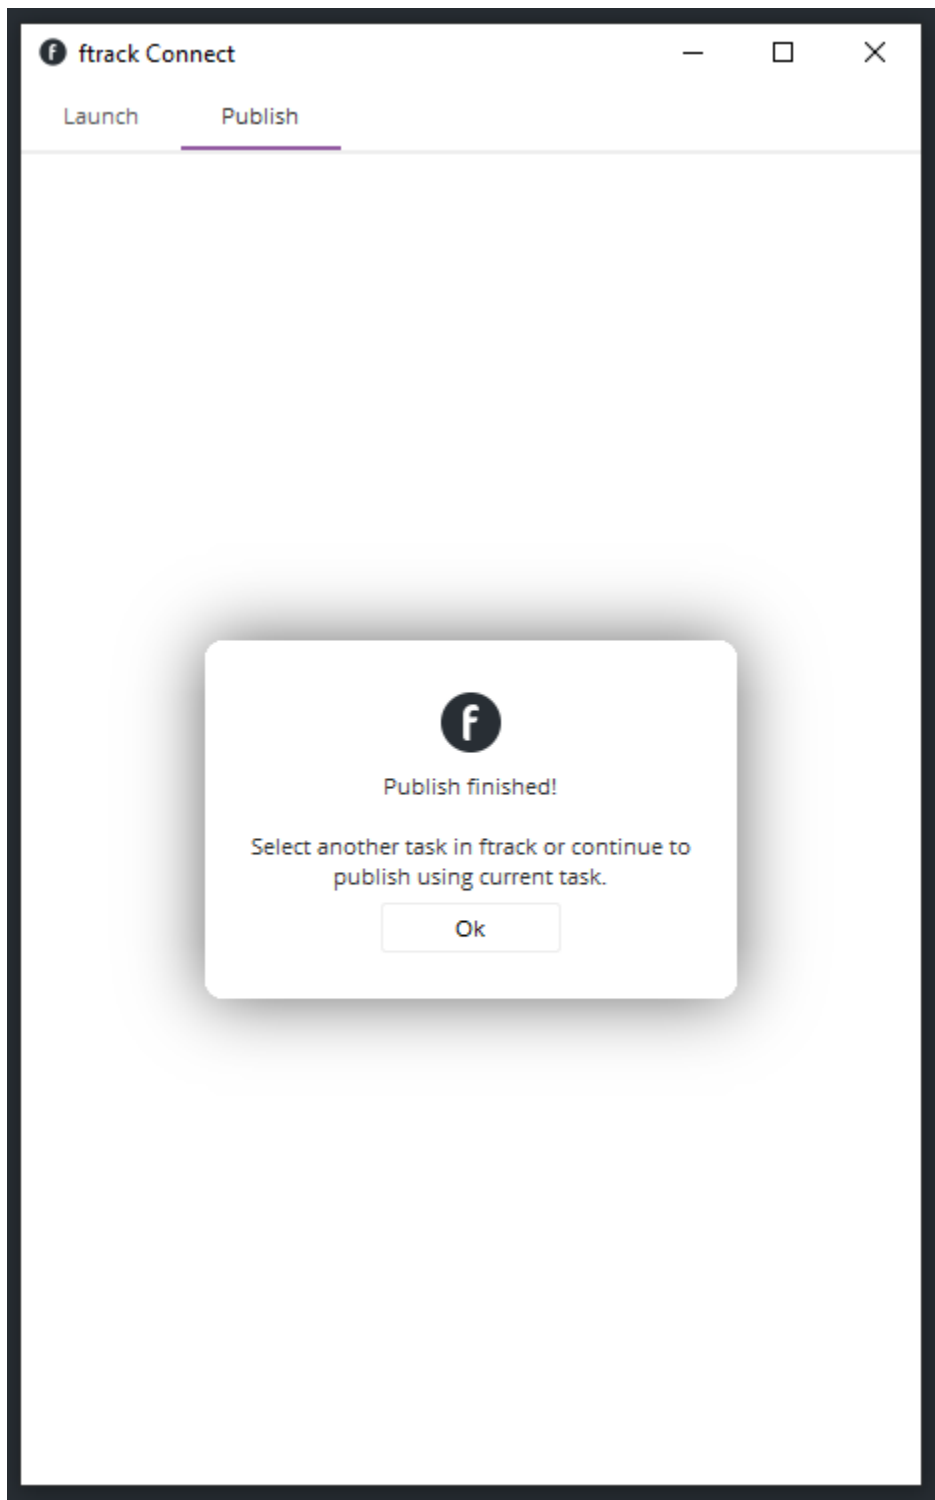 ftrack Connect
Launch Publish
Publish finished!
Select another task in ftrack or continue to
publish using current task.
Ok